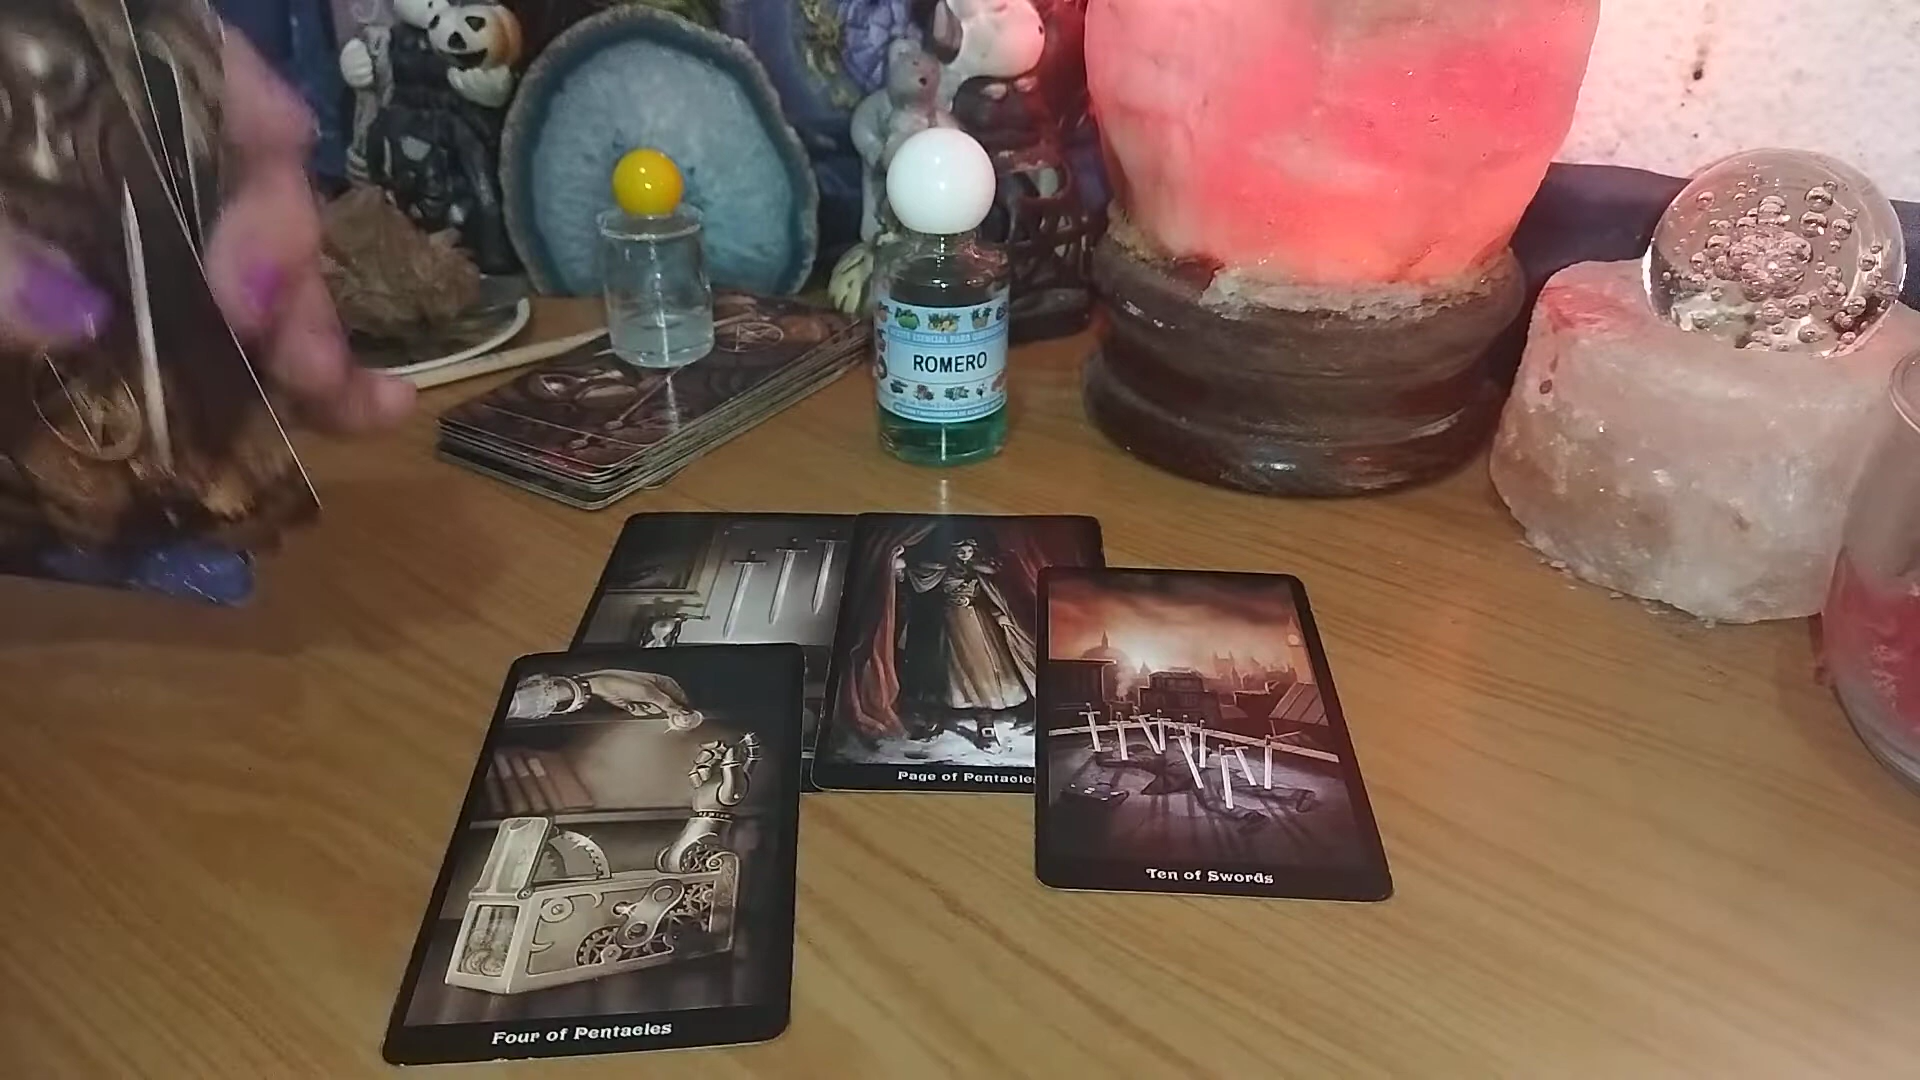 ROMERO
Page of Pentacles
Ten of Swords
Four of Pentacles